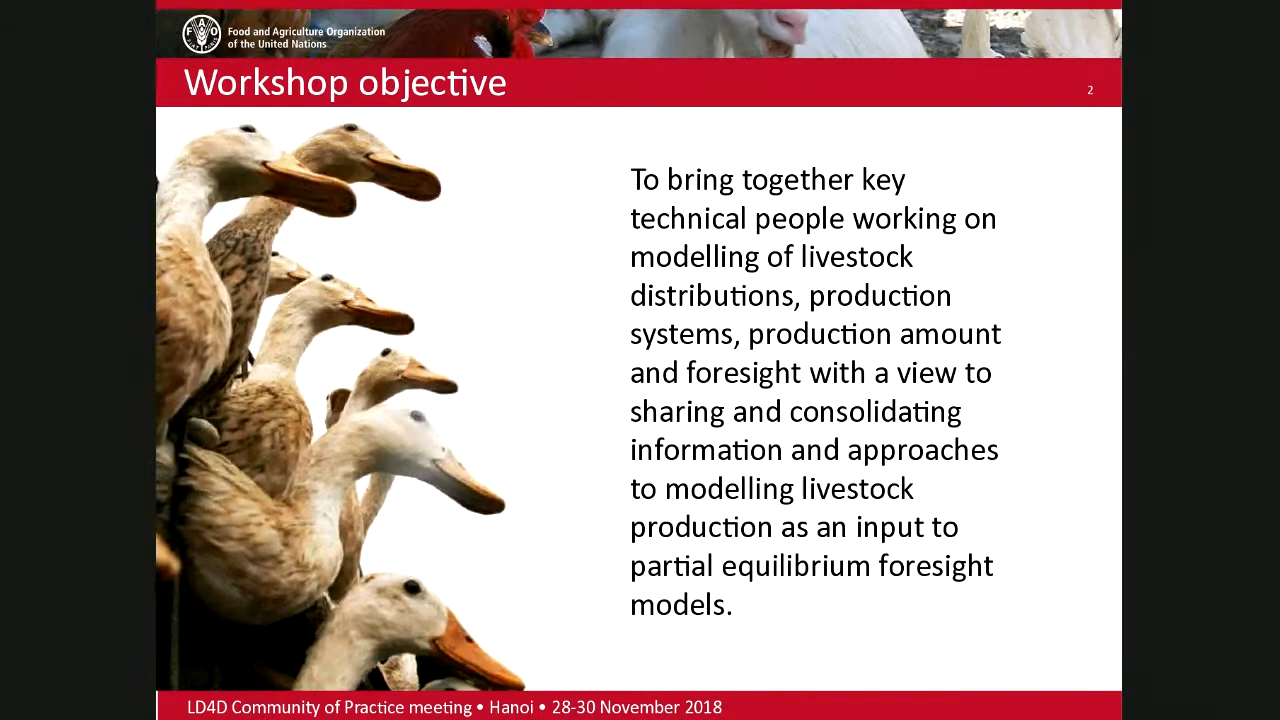 Food and Agriculture Organization
of the United Nations
Workshop objective
2
To bring together key
technical people working on
modelling of livestock
distributions, production
systems, production amount
and foresight with a view to
sharing and consolidating
information and approaches
to modelling livestock
production as an input to
partial equilibrium foresight
models.
LD4D Community of Practice meeting • Hanoi • 28-30 November 2018